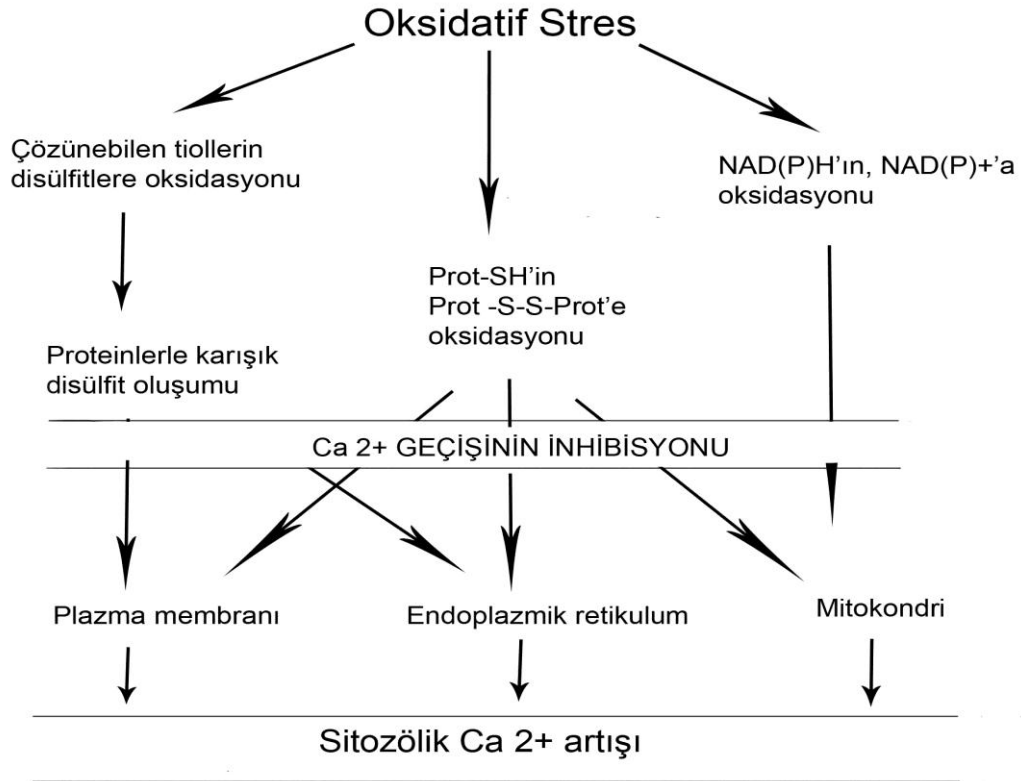 Oksidatif Stres
Çözünebilen tiollerin
disülfitlere oksidasyonu
NAD(P)H’ın, NAD(P)+’a
oksidasyonu
Prot-SH’in
Prot -S-S-Prot’e
oksidasyonu
Proteinlerle karışık
disülfit oluşumu
Ca 2+ GEÇİŞİNİN İNHİBİSYONU
Plazma membranı
Endoplazmik retikulum
Mitokondri
Sitozölik Ca 2+ artışı